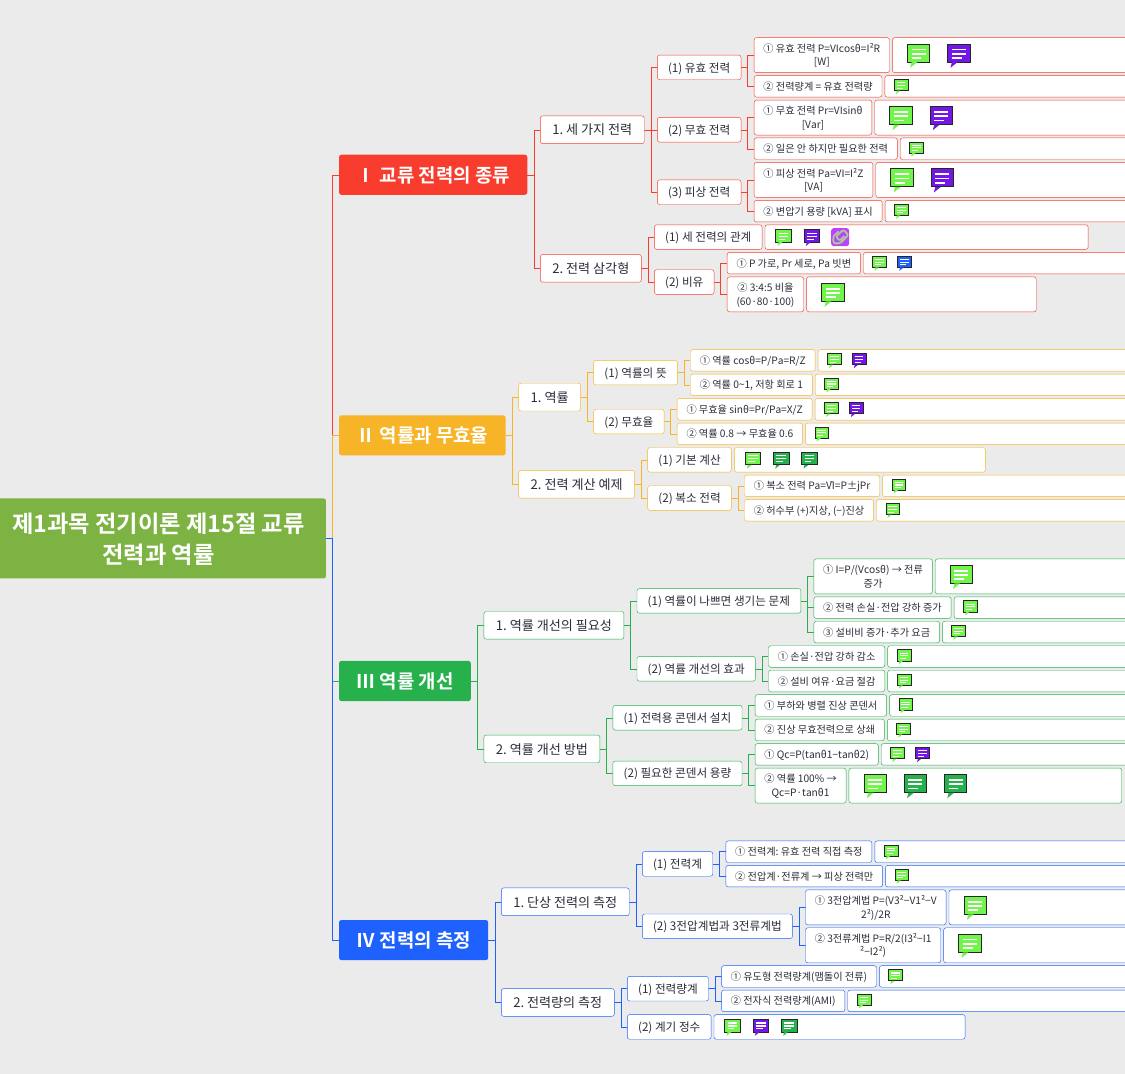 제1과목 전기이론 제15절 교류
전력과 역률
Ⅰ 교류 전력의 종류
1. 세 가지 전력
(1) 유효 전력
① 유효 전력 P=VIcosθ=I²R
[W]
② 전력량계 = 유효 전력량
(2) 무효 전력
① 무효 전력 Pr=VIsinθ
[Var]
② 일은 안 하지만 필요한 전력
(3) 피상 전력
① 피상 전력 Pa=VI=I²Z
[VA]
② 변압기 용량 [kVA] 표시
2. 전력 삼각형
(1) 세 전력의 관계
(2) 비유
① P 가로, Pr 세로, Pa 빗변
② 3:4:5 비율
(60·80·100)
II 역률과 무효율
1. 역률
(1) 역률의 뜻
① 역률 cosθ=P/Pa=R/Z
② 역률 0~1, 저항 회로 1
(2) 무효율
① 무효율 sinθ=Pr/Pa=X/Z
② 역률 0.8 → 무효율 0.6
2. 전력 계산 예제
(1) 기본 계산
(2) 복소 전력
① 복소 전력 Pa=V̄I=P±jPr
② 허수부 (+)지상, (−)진상
III 역률 개선
1. 역률 개선의 필요성
(1) 역률이 나쁘면 생기는 문제
① I=P/(Vcosθ) → 전류
증가
② 전력 손실·전압 강하 증가
③ 설비비 증가·추가 요금
(2) 역률 개선의 효과
① 손실·전압 강하 감소
② 설비 여유·요금 절감
2. 역률 개선 방법
(1) 전력용 콘덴서 설치
① 부하와 병렬 진상 콘덴서
② 진상 무효전력으로 상쇄
(2) 필요한 콘덴서 용량
① Qc=P(tanθ1−tanθ2)
② 역률 100% →
Qc=P·tanθ1
IV 전력의 측정
1. 단상 전력의 측정
(1) 전력계
① 전력계: 유효 전력 직접 측정
② 전압계·전류계 → 피상 전력만
(2) 3전압계법과 3전류계법
① 3전압계법 P=(V3²−V1²−V
2²)/2R
② 3전류계법 P=R/2(I3²−I1
²−I2²)
2. 전력량의 측정
(1) 전력량계
① 유도형 전력량계(맴돌이 전류)
② 전자식 전력량계(AMI)
(2) 계기 정수